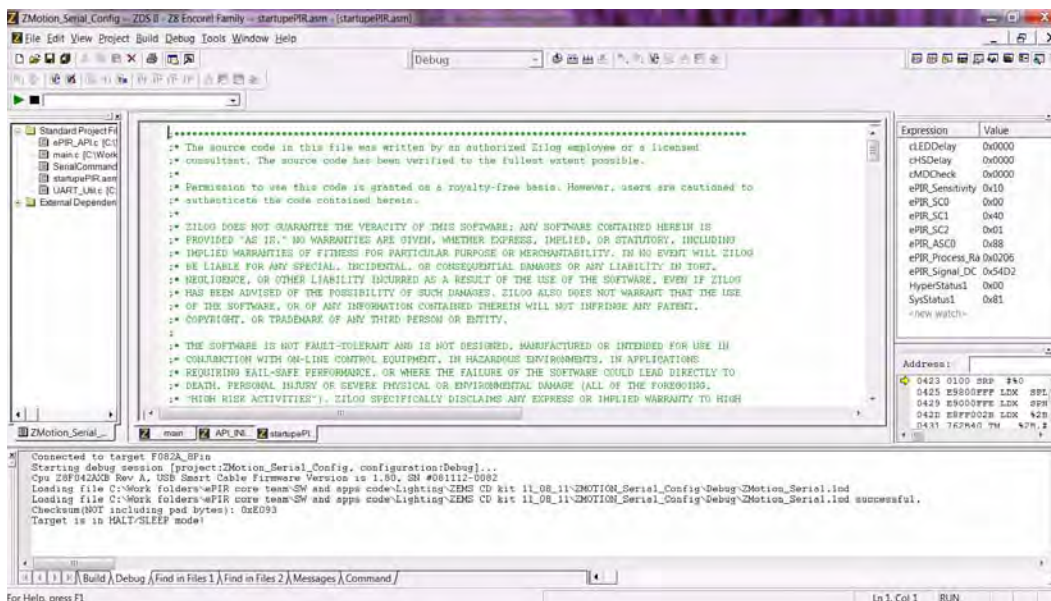 ZMotion_Serial_Config -- ZDS II - Z8 Encore! Family -- startupePIR.asm - [startupePIR.asm]
File Edit View Project Build Debug Tools Window Help
Debug
Standard Project Fil
ePIR_API.c [C:\
main.c [C:\Work
SerialCommand
startupePIR.asm
UART_Util.c [C:
External Dependen
ZMotion_Serial_...
;* The source code in this file was written by an authorized Zilog employee or a licensed
;* consultant. The source code has been verified to the fullest extent possible.
;*
;* Permission to use this code is granted on a royalty-free basis. However, users are cautioned to
;* authenticate the code contained herein.
;*
;* ZILOG DOES NOT GUARANTEE THE VERACITY OF THIS SOFTWARE; ANY SOFTWARE CONTAINED HEREIN IS
;* PROVIDED "AS IS." NO WARRANTIES ARE GIVEN, WHETHER EXPRESS, IMPLIED, OR STATUTORY, INCLUDING
;* IMPLIED WARRANTIES OF FITNESS FOR PARTICULAR PURPOSE OR MERCHANTABILITY. IN NO EVENT WILL ZILOG
;* BE LIABLE FOR ANY SPECIAL, INCIDENTAL, OR CONSEQUENTIAL DAMAGES OR ANY LIABILITY IN TORT,
;* NEGLIGENCE, OR OTHER LIABILITY INCURRED AS A RESULT OF THE USE OF THE SOFTWARE, EVEN IF ZILOG
;* HAS BEEN ADVISED OF THE POSSIBILITY OF SUCH DAMAGES. ZILOG ALSO DOES NOT WARRANT THAT THE USE
;* OF THE SOFTWARE, OR OF ANY INFORMATION CONTAINED THEREIN WILL NOT INFRINGE ANY PATENT,
;* COPYRIGHT, OR TRADEMARK OF ANY THIRD PERSON OR ENTITY.
;
;* THE SOFTWARE IS NOT FAULT-TOLERANT AND IS NOT DESIGNED, MANUFACTURED OR INTENDED FOR USE IN
;* CONJUNCTION WITH ON-LINE CONTROL EQUIPMENT, IN HAZARDOUS ENVIRONMENTS, IN APPLICATIONS
;* REQUIRING FAIL-SAFE PERFORMANCE, OR WHERE THE FAILURE OF THE SOFTWARE COULD LEAD DIRECTLY TO
;* DEATH, PERSONAL INJURY OR SEVERE PHYSICAL OR ENVIRONMENTAL DAMAGE (ALL OF THE FOREGOING,
;* "HIGH RISK ACTIVITIES"). ZILOG SPECIFICALLY DISCLAIMS ANY EXPRESS OR IMPLIED WARRANTY TO HIGH
main API_INI... startupePI...
Expression Value
cLEDDelay 0x0000
cHSDelay 0x0000
cMDCheck 0x0000
ePIR_Sensitivity 0x10
ePIR_SC0 0x00
ePIR_SC1 0x40
ePIR_SC2 0x01
ePIR_ASC0 0x88
ePIR_Process_Ra 0x0206
ePIR_Signal_DC 0x54D2
HyperStatus1 0x00
SysStatus1 0x81
<new watch>
Address:
0423 0100 SRP #%0
0425 E9800FFF LDX SPL
0429 E9000FFE LDX SPH
042D E9FF002B LDX %2B
0431 762B40 TM %2B,#
Connected to target F082A_8Pin
Starting debug session [project:ZMotion_Serial_Config, configuration:Debug]...
Cpu Z8F042AXB Rev A, USB Smart Cable Firmware Version is 1.80, SN #061112-0082
Loading file C:\Work folders\ePIR core team\SW and apps code\Lighting\ZEMS CD kit 11_08_11\ZMOTION_Serial_Config\Debug\ZMotion_Serial.lod
Loading file C:\Work folders\ePIR core team\SW and apps code\Lighting\ZEMS CD kit 11_08_11\ZMOTION_Serial_Config\Debug\ZMotion_Serial.lod successful.
Checksum(NOT including pad bytes): 0xE093
Target is in HALT/SLEEP mode!
Build Debug Find in Files 1 Find in Files 2 Messages Command
For Help, press F1
Ln 1, Col 1 RUN